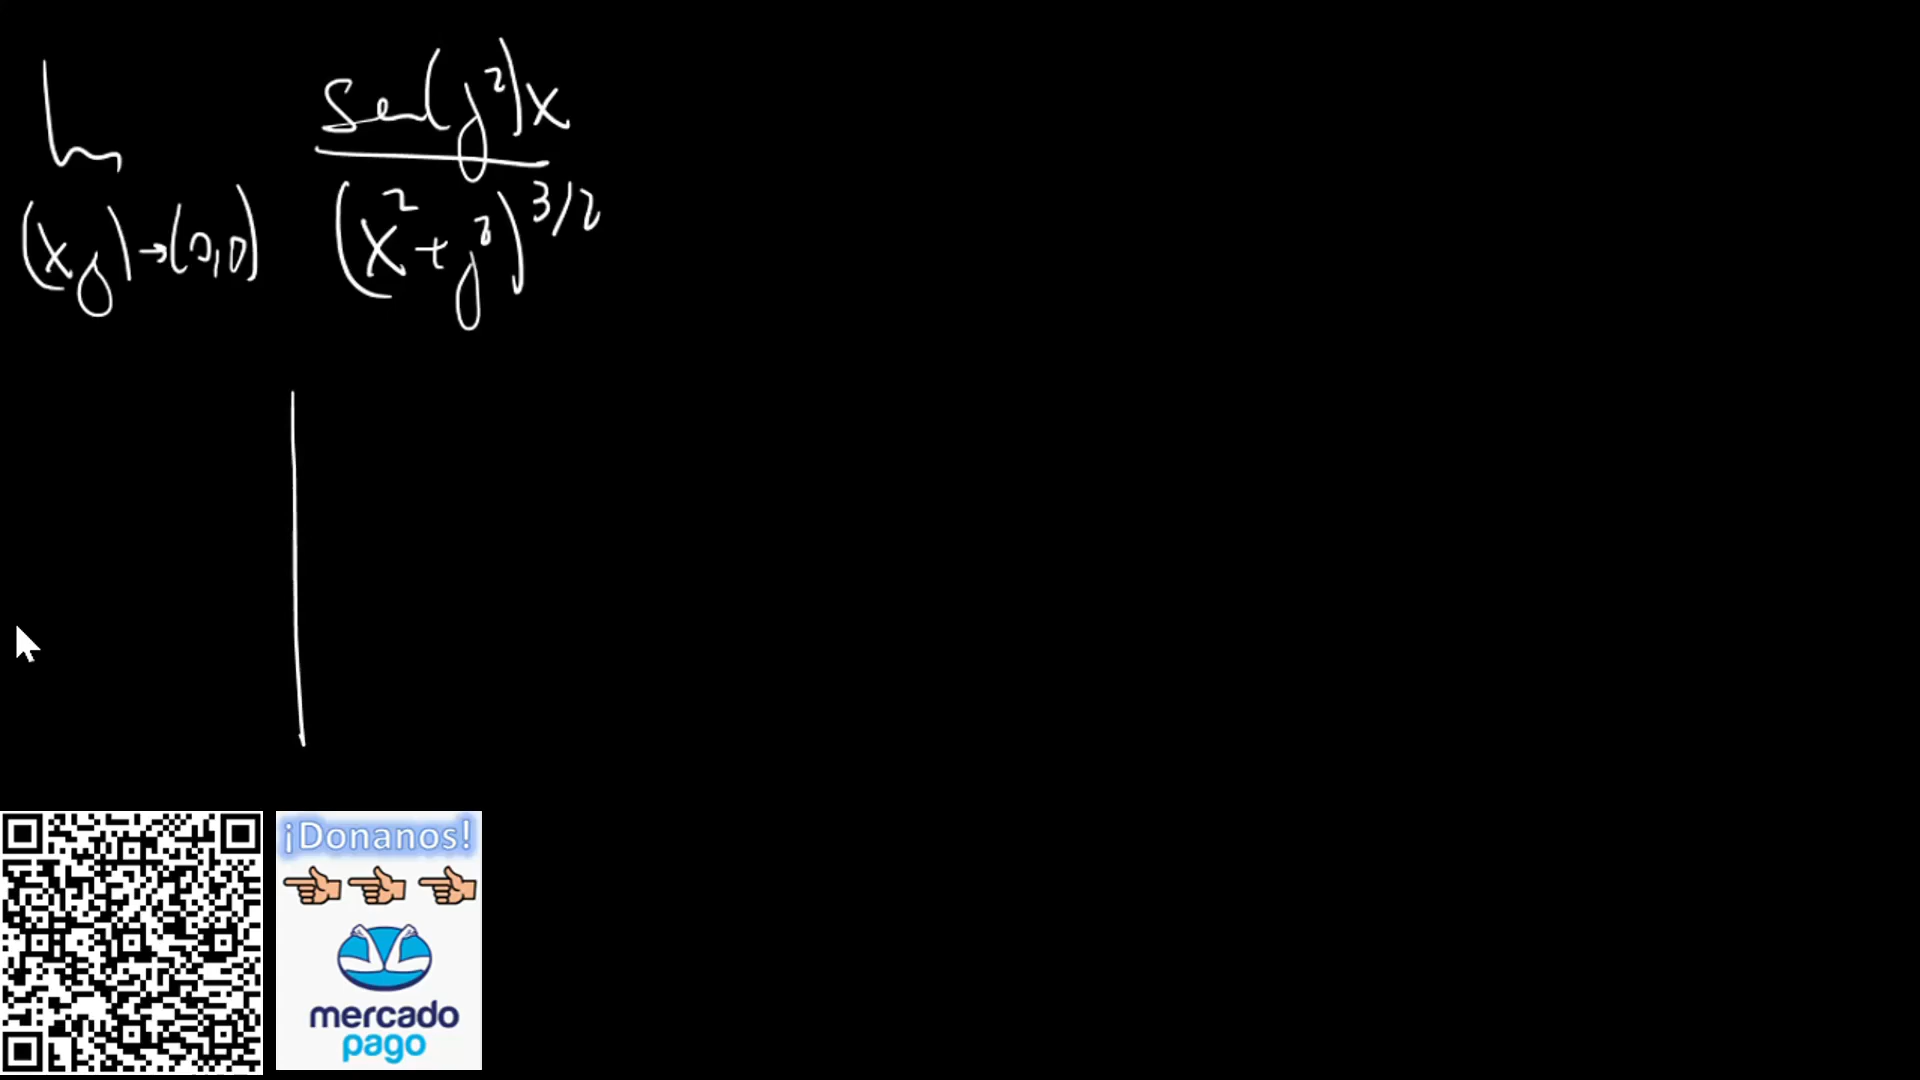 lim sen(y²)x
(x,y)→(0,0) (x²+y²)^3/2
¡Donanos!
mercado
pago